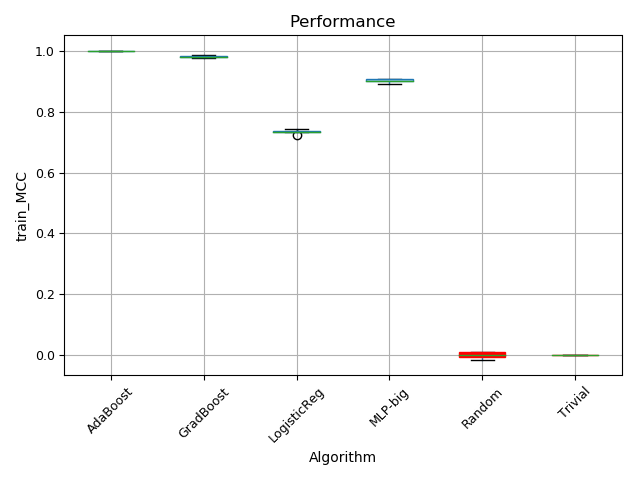 Performance
train_MCC
1.0
0.8
0.6
0.4
0.2
0.0
AdaBoost
GradBoost
LogisticReg
MLP-big
Random
Trivial
Algorithm